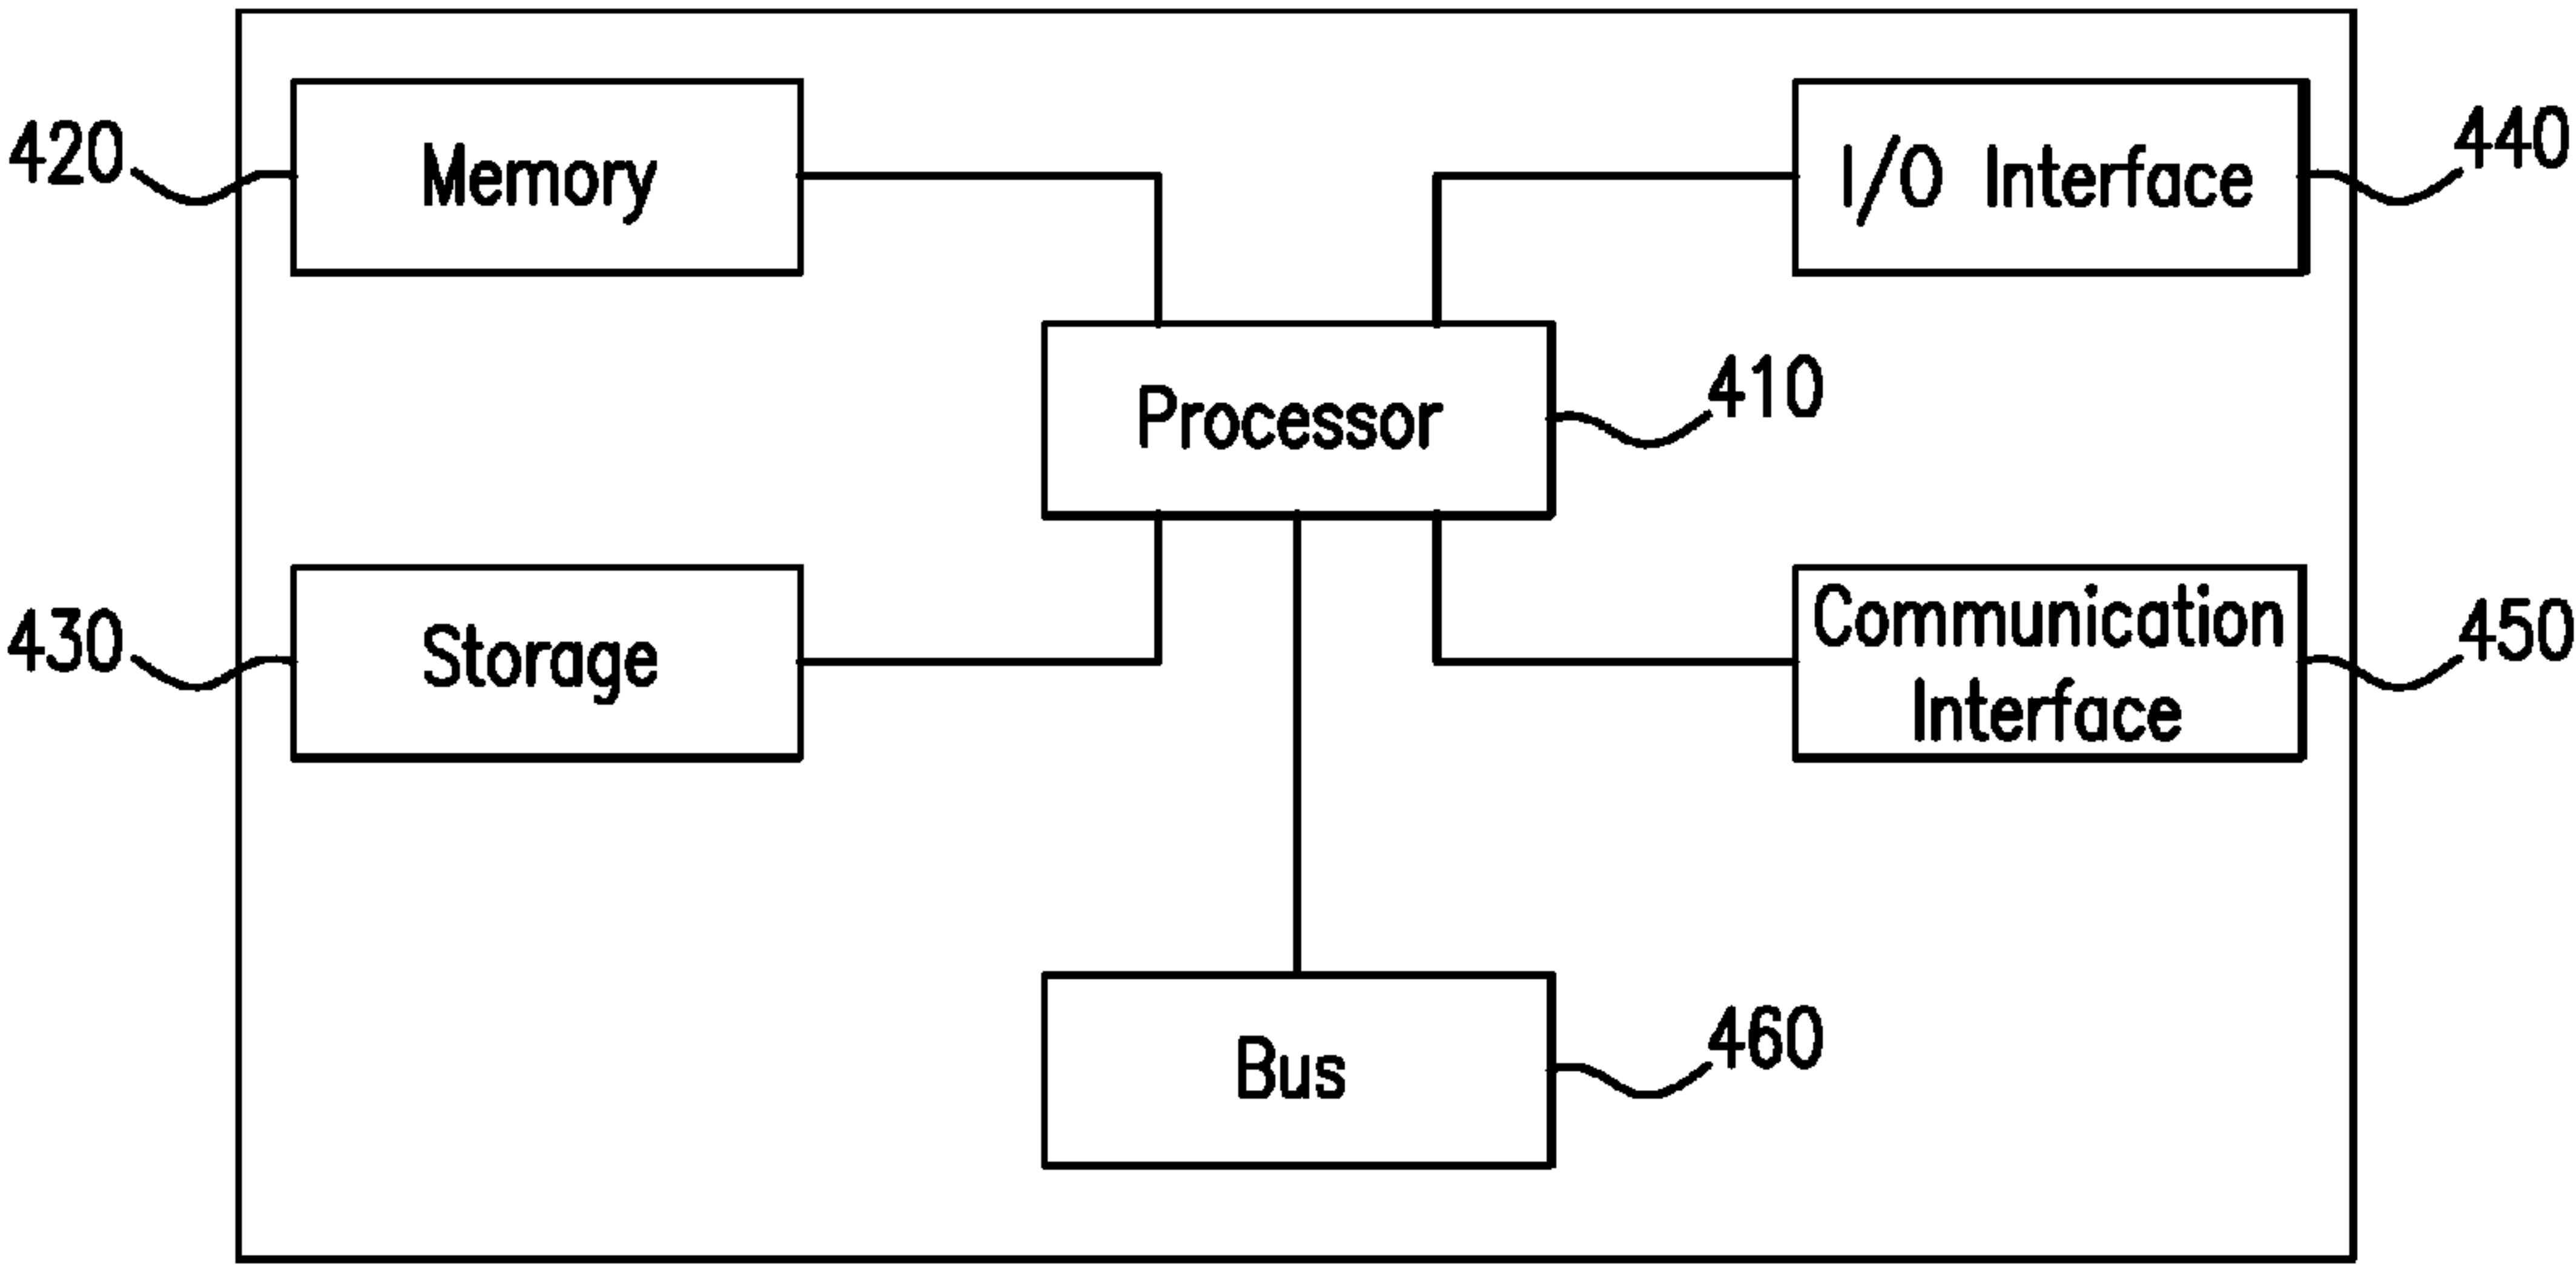 420
Memory
I/O Interface
440
Processor
410
430
Storage
Communication
Interface
450
Bus
460